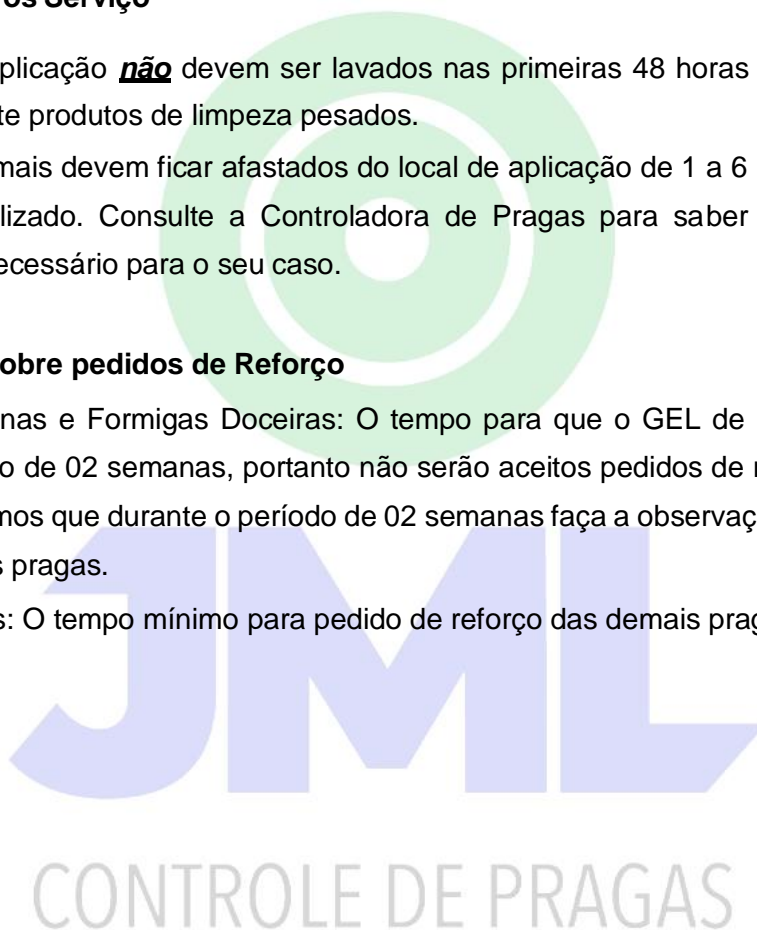 os Serviço
plicação não devem ser lavados nas primeiras 48 horas
te produtos de limpeza pesados.
mais devem ficar afastados do local de aplicação de 1 a 6
lizado. Consulte a Controladora de Pragas para saber
ecessário para o seu caso.
obre pedidos de Reforço
nas e Formigas Doceiras: O tempo para que o GEL de
o de 02 semanas, portanto não serão aceitos pedidos de
mos que durante o período de 02 semanas faça a observaç
s pragas.
s: O tempo mínimo para pedido de reforço das demais prag
JML
CONTROLE DE PRAGAS